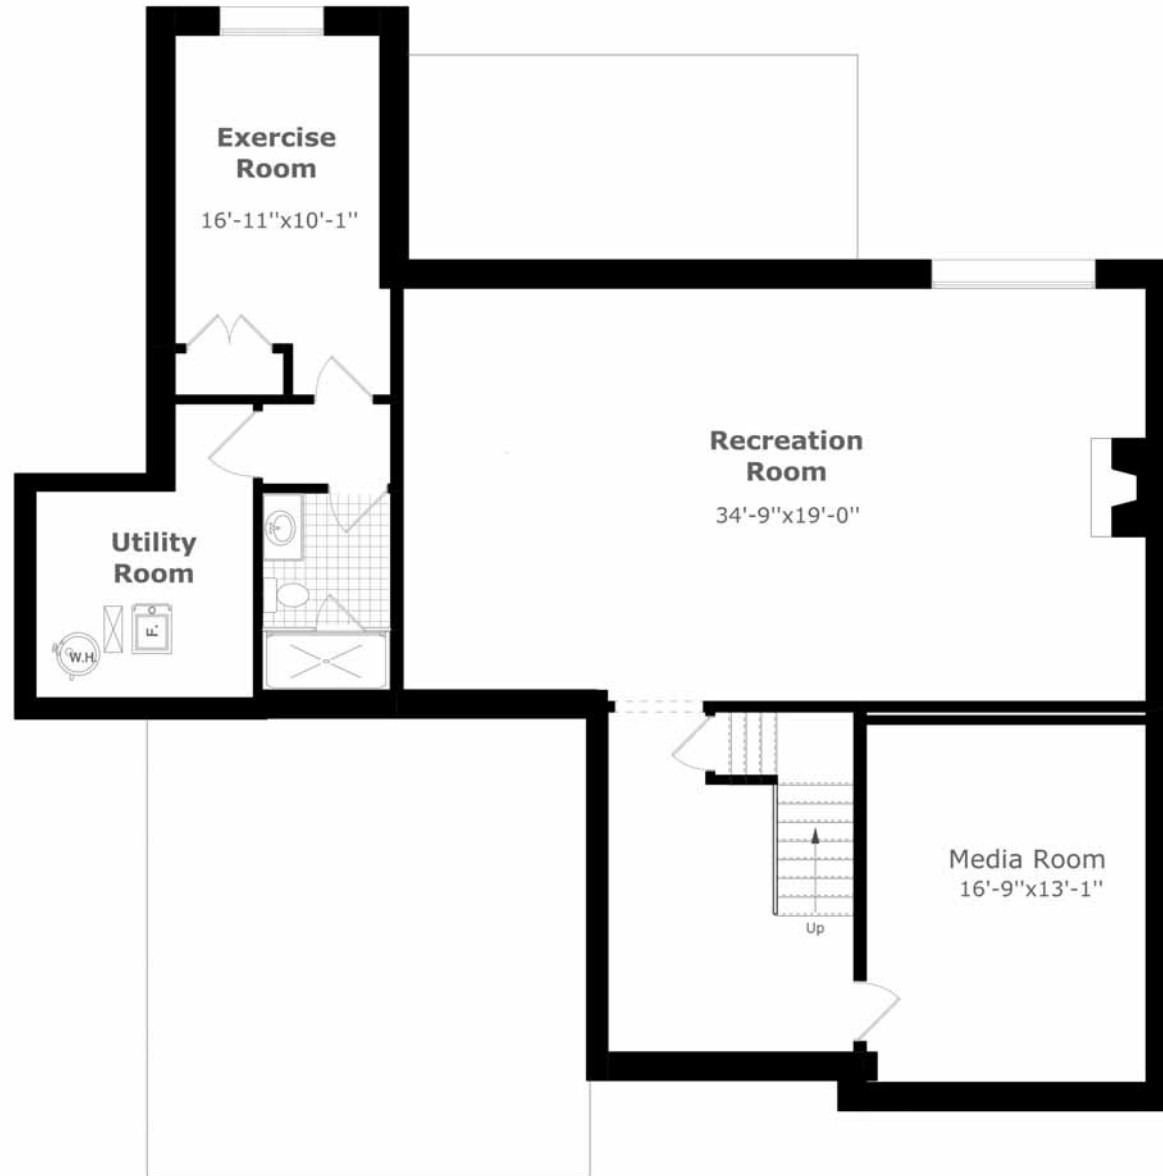 Exercise
Room
16'-11''x10'-1''
Recreation
Room
34'-9''x19'-0''
Utility
Room
F.
W.H.
Media Room
16'-9''x13'-1''
Up